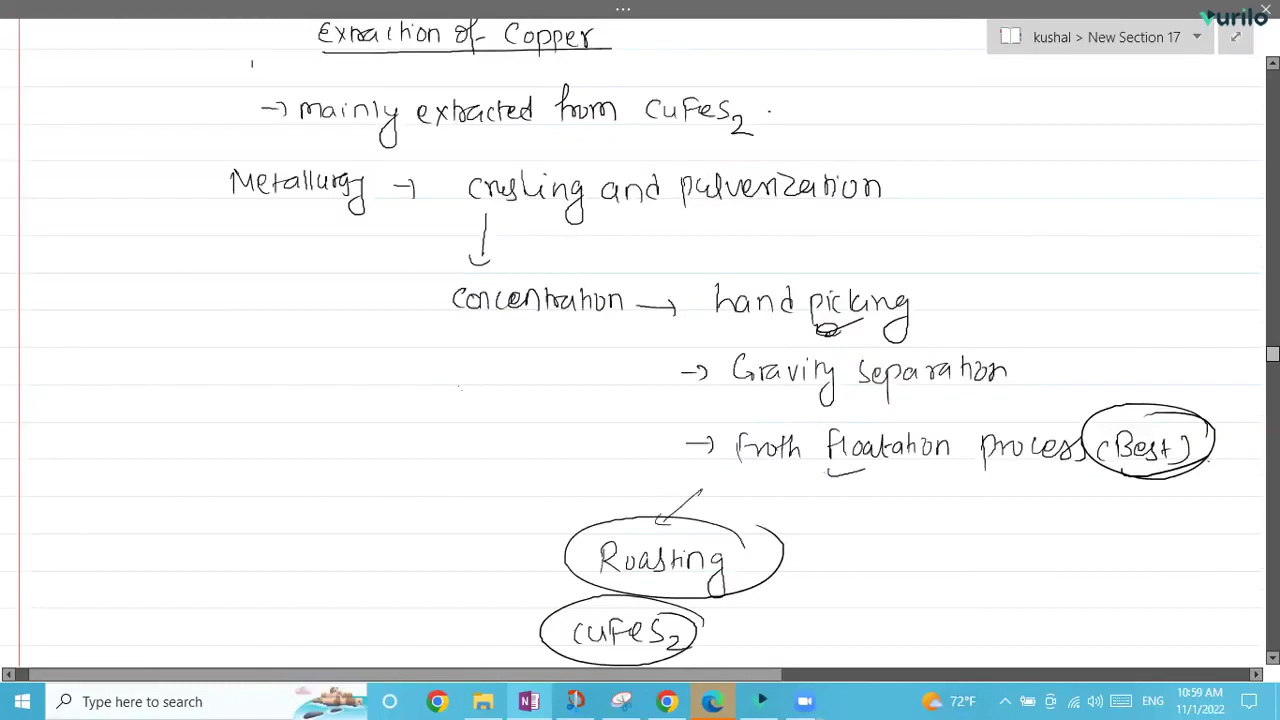 ...
Yurilo
Extraction of Copper
kushal > New Section 17
→ mainly extracted from CuFeS2.
Metallurgy → crushing and pulverization
↓
Concentration → hand picking
→ Gravity separation
→ Froth floatation process (Best)
Roasting
CuFeS2
Type here to search
72°F
ENG
10:59 AM
11/1/2022